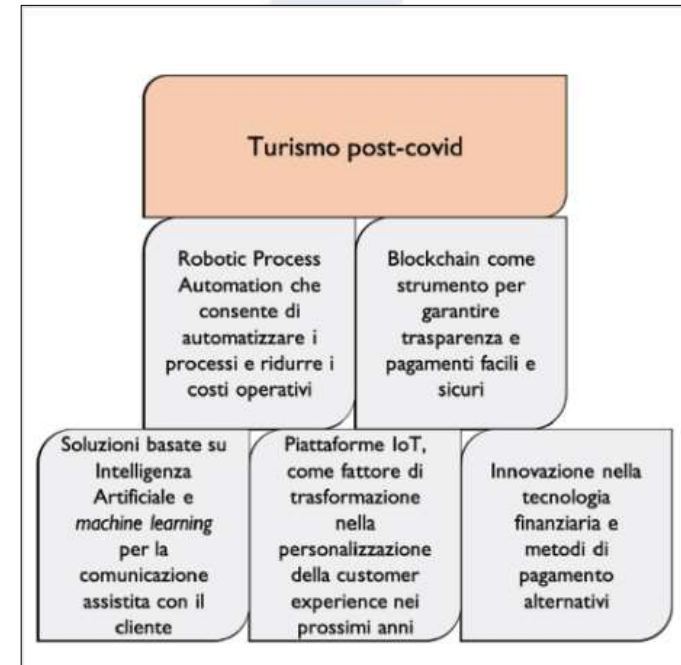 Turismo post-covid
Robotic Process
Automation che
consente di
automatizzare i
processi e ridurre i
costi operativi
Blockchain come
strumento per
garantire
trasparenza e
pagamenti facili e
sicuri
Soluzioni basate su
Intelligenza
Artificiale e
machine learning
per la
comunicazione
assistita con il
cliente
Piattaforme IoT,
come fattore di
trasformazione
nella
personalizzazione
della customer
experience nei
prossimi anni
Innovazione nella
tecnologia
finanziaria e
metodi di
pagamento
alternativi